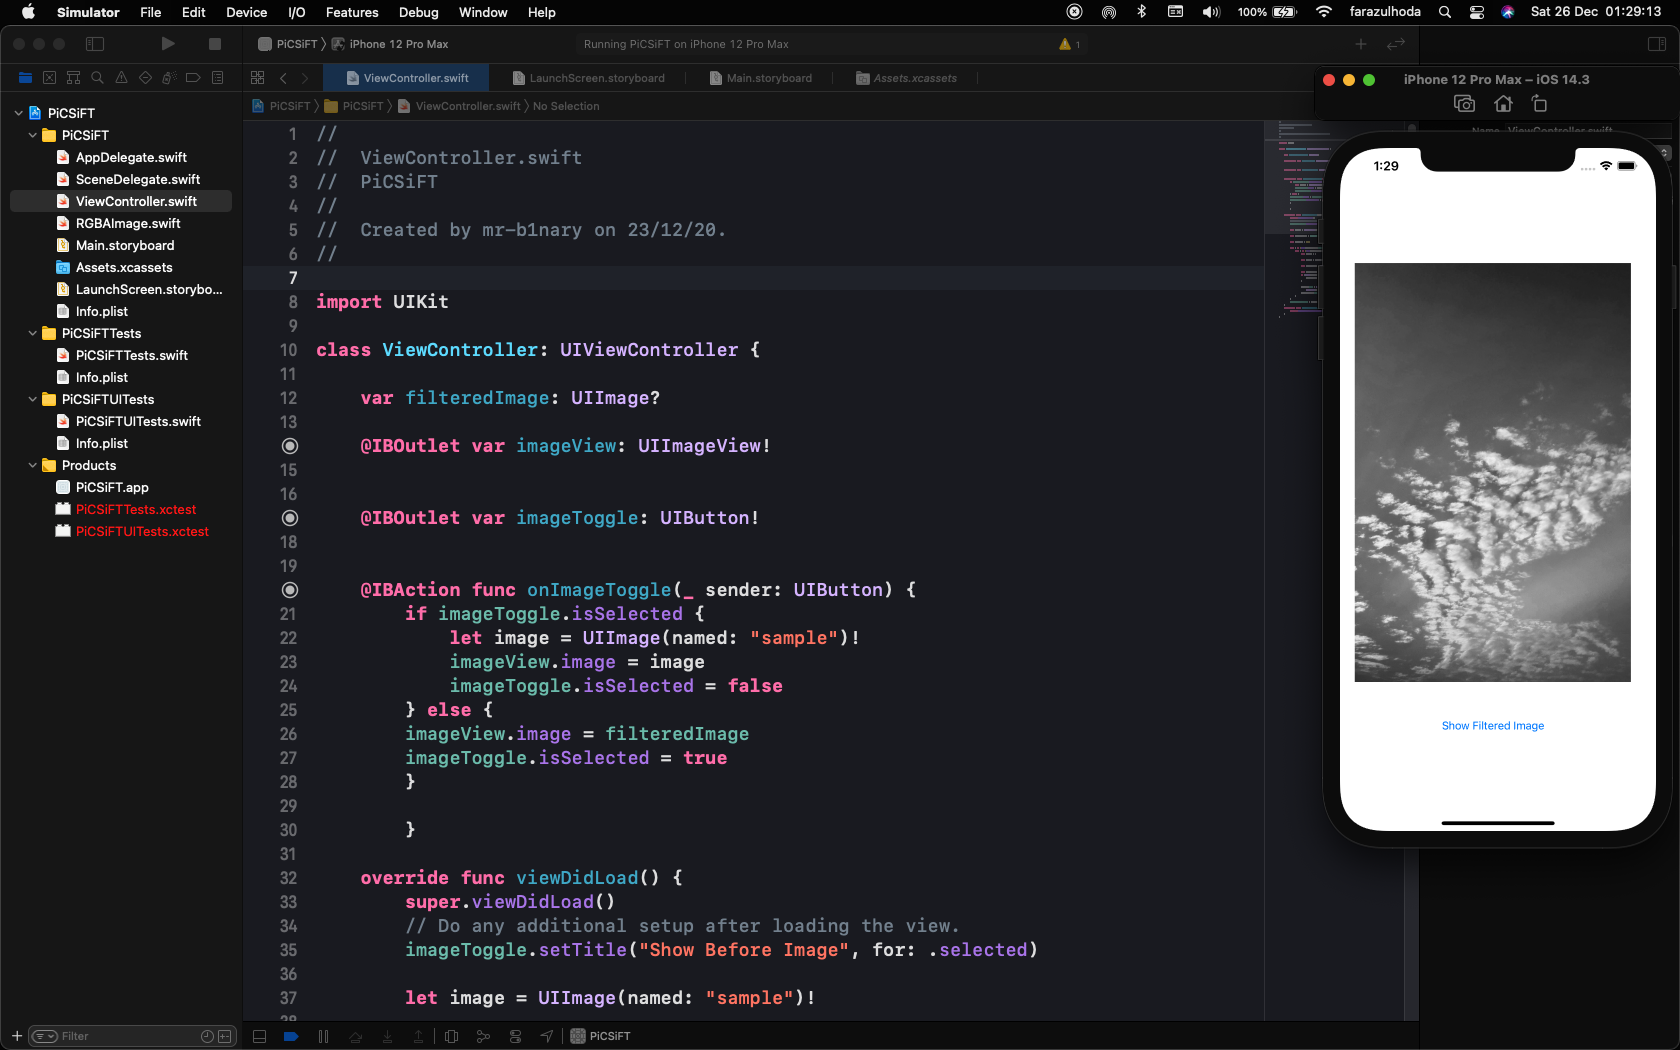 Simulator File Edit Device I/O Features Debug Window Help 100% farazulhoda Sat 26 Dec 01:29:13
PiCSiFT iPhone 12 Pro Max Running PiCSiFT on iPhone 12 Pro Max 1
ViewController.swift LaunchScreen.storyboard Main.storyboard Assets.xcassets
PiCSiFT PiCSiFT ViewController.swift No Selection
PiCSiFT
PiCSiFT
AppDelegate.swift
SceneDelegate.swift
ViewController.swift
RGBAImage.swift
Main.storyboard
Assets.xcassets
LaunchScreen.storybo...
Info.plist
PiCSiFTTests
PiCSiFTTests.swift
Info.plist
PiCSiFTUITests
PiCSiFTUITests.swift
Info.plist
Products
PiCSiFT.app
PiCSiFTTests.xctest
PiCSiFTUITests.xctest
Filter
1 //
2 //  ViewController.swift
3 //  PiCSiFT
4 //
5 //  Created by mr-b1nary on 23/12/20.
6 //
7
8 import UIKit
9
10 class ViewController: UIViewController {
11
12 var filteredImage: UIImage?
13
@IBOutlet var imageView: UIImageView!
15
16
@IBOutlet var imageToggle: UIButton!
18
19
@IBAction func onImageToggle(_ sender: UIButton) {
21 if imageToggle.isSelected {
22 let image = UIImage(named: "sample")!
23 imageView.image = image
24 imageToggle.isSelected = false
25 } else {
26 imageView.image = filteredImage
27 imageToggle.isSelected = true
28 }
29
30 }
31
32 override func viewDidLoad() {
33 super.viewDidLoad()
34 // Do any additional setup after loading the view.
35 imageToggle.setTitle("Show Before Image", for: .selected)
36
37 let image = UIImage(named: "sample")!
PiCSiFT
iPhone 12 Pro Max – iOS 14.3
Name ViewController.swift
1:29
Show Filtered Image